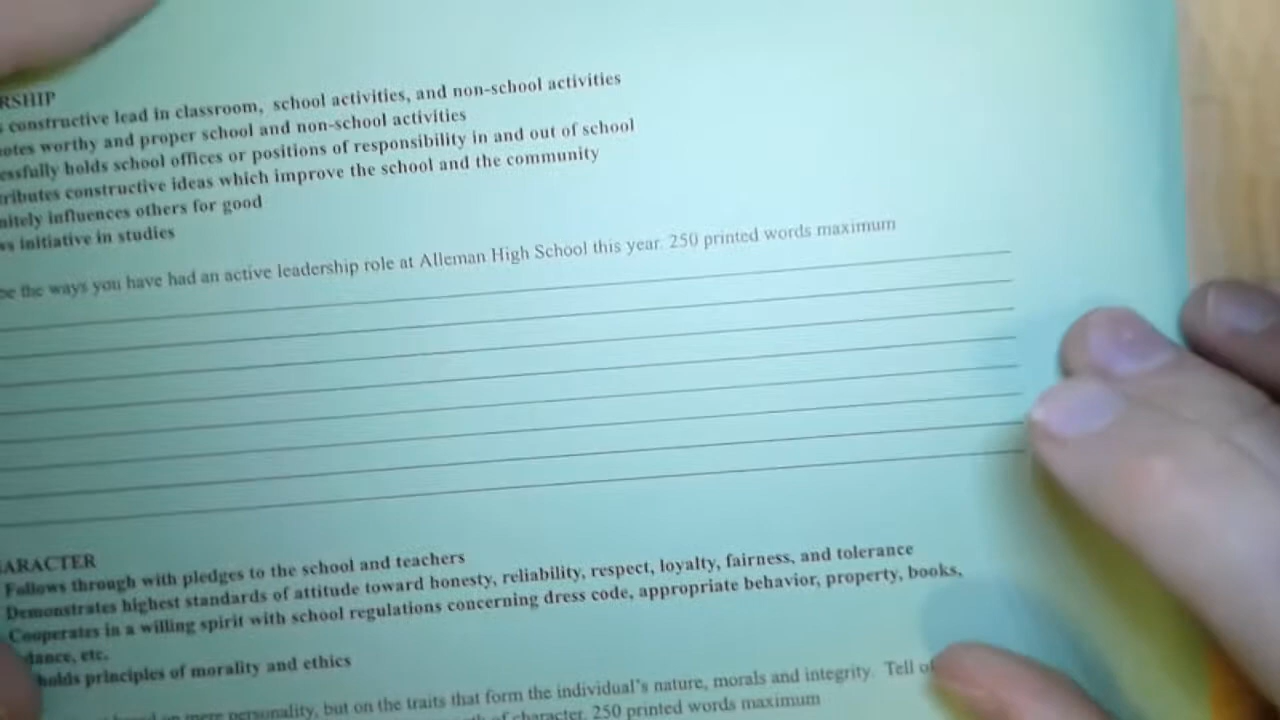 RSHIP
constructive lead in classroom, school activities, and non-school activities
otes worthy and proper school and non-school activities
essfully holds school offices or positions of responsibility in and out of school
ributes constructive ideas which improve the school and the community
nitely influences others for good
ws initiative in studies
be the ways you have had an active leadership role at Alleman High School this year. 250 printed words maximum
ARACTER
Follows through with pledges to the school and teachers
Demonstrates highest standards of attitude toward honesty, reliability, respect, loyalty, fairness, and tolerance
Cooperates in a willing spirit with school regulations concerning dress code, appropriate behavior, property, books,
dance, etc.
holds principles of morality and ethics
based on mere personality, but on the traits that form the individual's nature, morals and integrity. Tell of
of character. 250 printed words maximum